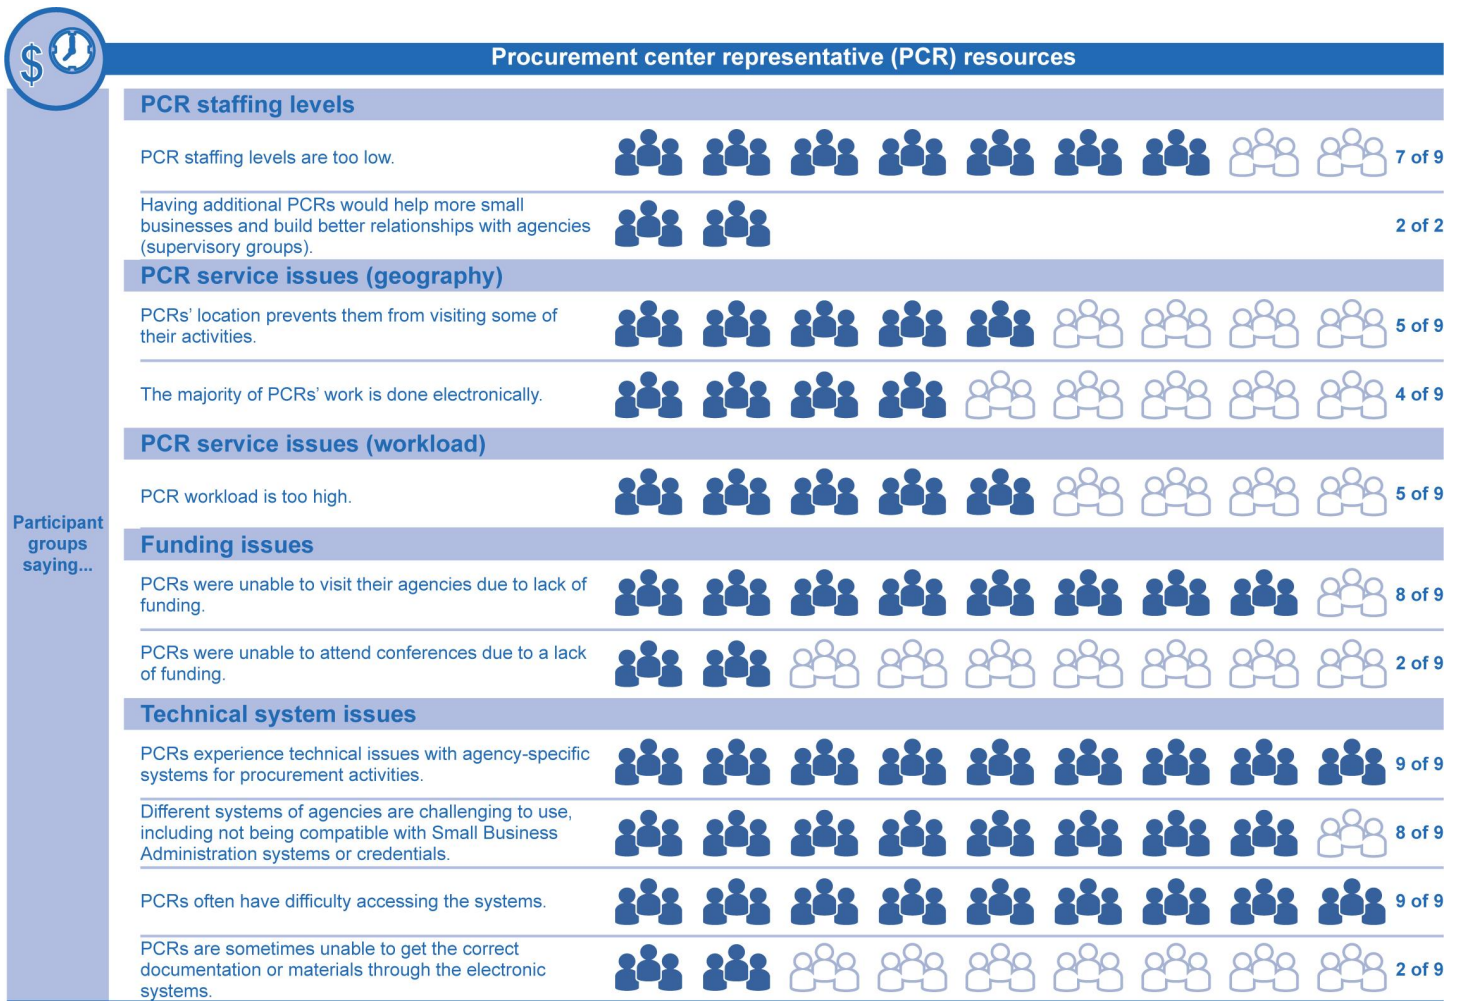 $
Procurement center representative (PCR) resources
Participant
groups
saying...
PCR staffing levels
PCR staffing levels are too low.
7 of 9
Having additional PCRs would help more small
businesses and build better relationships with agencies
(supervisory groups).
2 of 2
PCR service issues (geography)
PCRs’ location prevents them from visiting some of
their activities.
5 of 9
The majority of PCRs’ work is done electronically.
4 of 9
PCR service issues (workload)
PCR workload is too high.
5 of 9
Funding issues
PCRs were unable to visit their agencies due to lack of
funding.
8 of 9
PCRs were unable to attend conferences due to a lack
of funding.
2 of 9
Technical system issues
PCRs experience technical issues with agency-specific
systems for procurement activities.
9 of 9
Different systems of agencies are challenging to use,
including not being compatible with Small Business
Administration systems or credentials.
8 of 9
PCRs often have difficulty accessing the systems.
9 of 9
PCRs are sometimes unable to get the correct
documentation or materials through the electronic
systems.
2 of 9